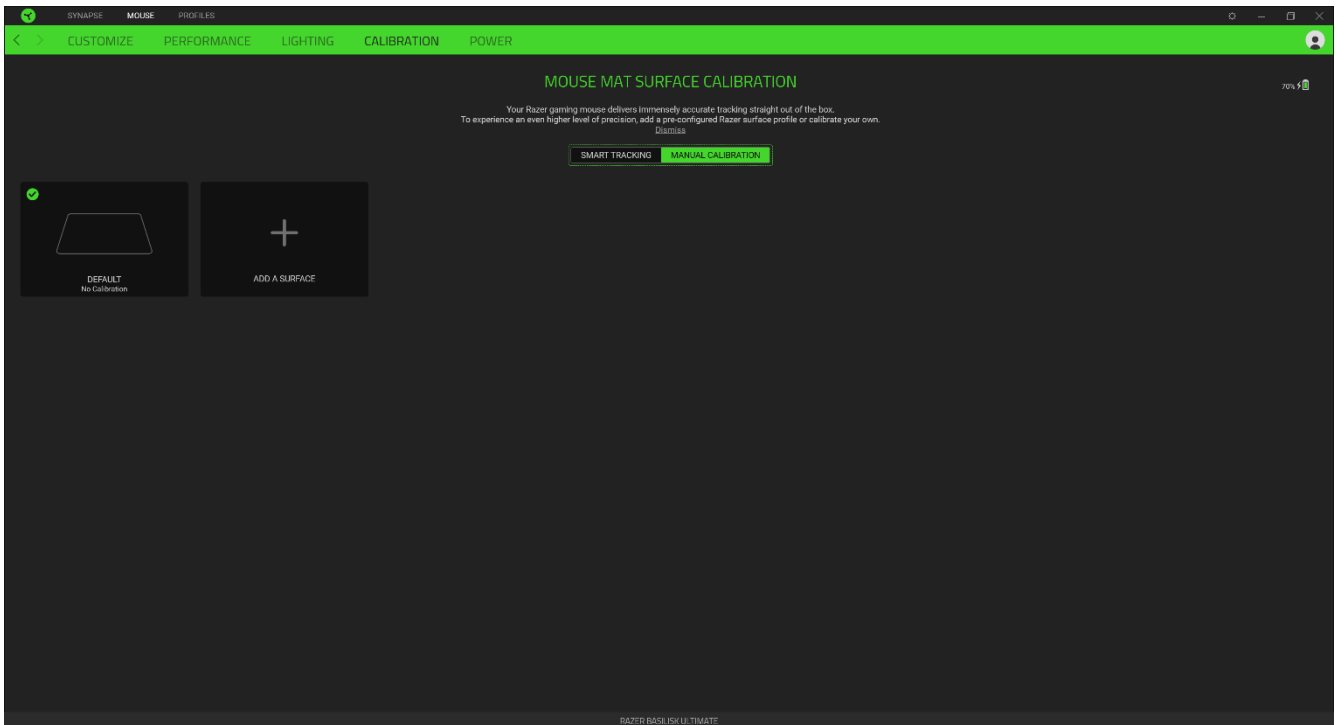 SYNAPSE MOUSE PROFILES
CUSTOMIZE PERFORMANCE LIGHTING CALIBRATION POWER
MOUSE MAT SURFACE CALIBRATION
70%
Your Razer gaming mouse delivers immensely accurate tracking straight out of the box.
To experience an even higher level of precision, add a pre-configured Razer surface profile or calibrate your own.
Dismiss
SMART TRACKING MANUAL CALIBRATION
DEFAULT
No Calibration
ADD A SURFACE
RAZER BASILISK ULTIMATE